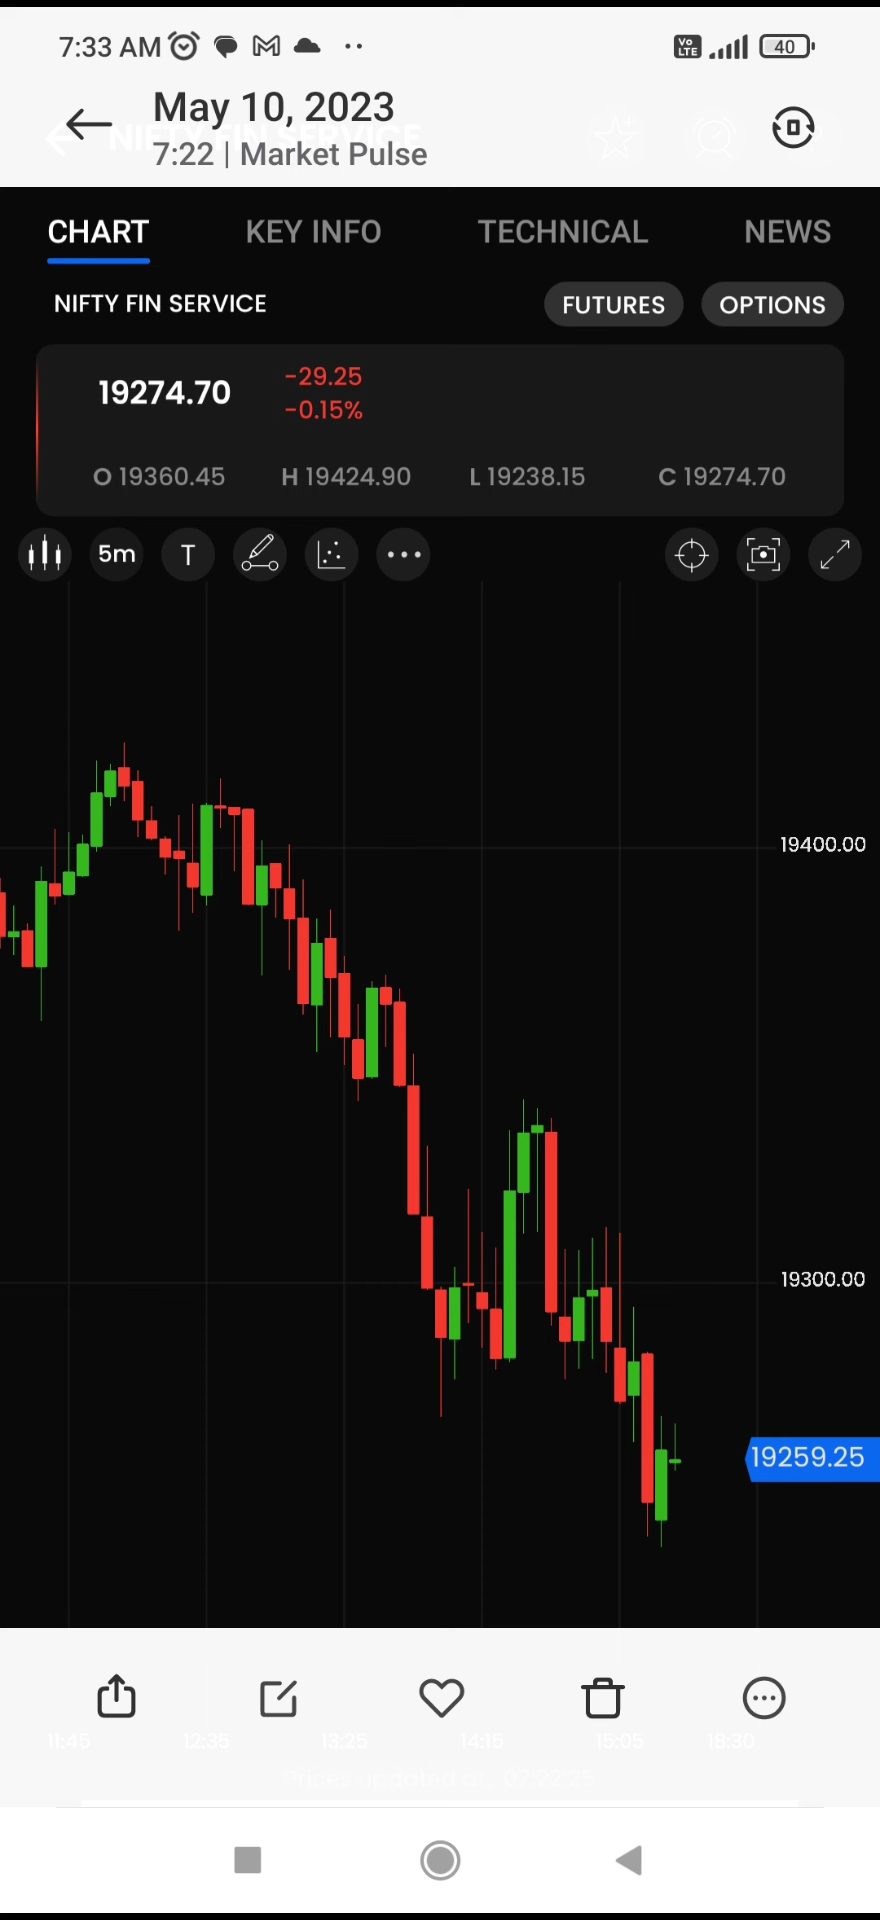 7:33 AM
Vo LTE
40
May 10, 2023
NIFTY FIN SERVICE
7:22 | Market Pulse
CHART KEY INFO TECHNICAL NEWS
NIFTY FIN SERVICE FUTURES OPTIONS
19274.70 -29.25
-0.15%
O 19360.45 H 19424.90 L 19238.15 C 19274.70
5m T
19400.00
19300.00
19259.25
11:45 12:35 13:25 14:15 15:05